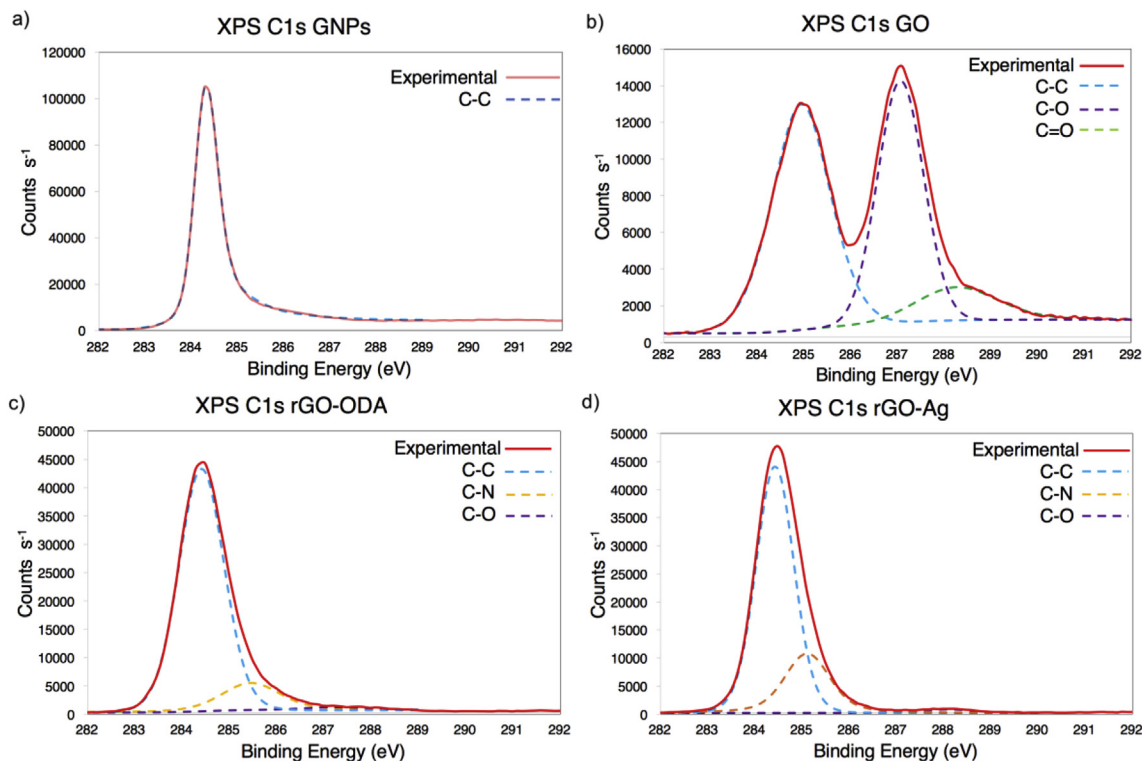 a)
XPS C1s GNPs
120000
100000
80000
60000
40000
20000
0
Counts s⁻¹
Experimental
C-C
282 283 284 285 286 287 288 289 290 291 292
Binding Energy (eV)
b)
XPS C1s GO
16000
14000
12000
10000
8000
6000
4000
2000
0
Counts s⁻¹
Experimental
C-C
C-O
C=O
282 283 284 285 286 287 288 289 290 291 292
Binding Energy (eV)
c)
XPS C1s rGO-ODA
50000
45000
40000
35000
30000
25000
20000
15000
10000
5000
0
Counts s⁻¹
Experimental
C-C
C-N
C-O
282 283 284 285 286 287 288 289 290 291 292
Binding Energy (eV)
d)
XPS C1s rGO-Ag
50000
45000
40000
35000
30000
25000
20000
15000
10000
5000
0
Counts s⁻¹
Experimental
C-C
C-N
C-O
282 283 284 285 286 287 288 289 290 291 292
Binding Energy (eV)